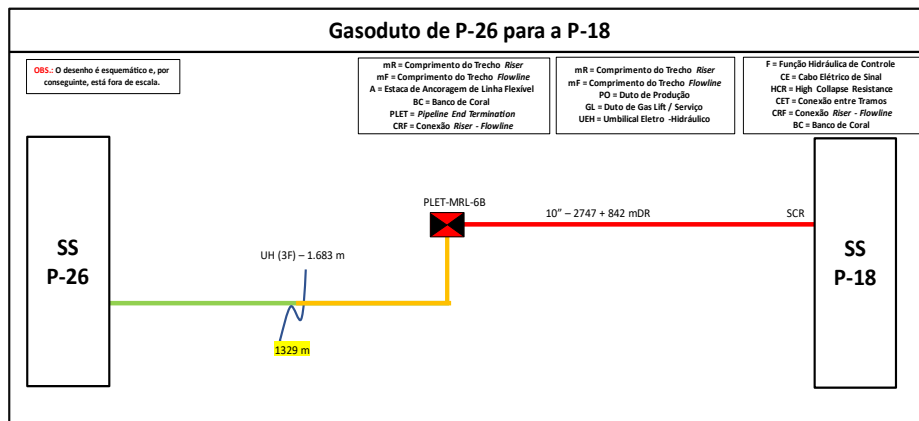 Gasoduto de P-26 para a P-18
OBS.: O desenho é esquemático e, por
conseguinte, está fora de escala.
mR = Comprimento do Trecho Riser
mF = Comprimento do Trecho Flowline
A = Estaca de Ancoragem de Linha Flexível
BC = Banco de Coral
PLET = Pipeline End Termination
CRF = Conexão Riser - Flowline
mR = Comprimento do Trecho Riser
mF = Comprimento do Trecho Flowline
PO = Duto de Produção
GL = Duto de Gas Lift / Serviço
UEH = Umbilical Eletro -Hidráulico
F = Função Hidráulica de Controle
CE = Cabo Elétrico de Sinal
HCR = High Collapse Resistance
CET = Conexão entre Tramos
CRF = Conexão Riser - Flowline
BC = Banco de Coral
PLET-MRL-6B
10” – 2747 + 842 mDR
SCR
SS
P-26
UH (3F) – 1.683 m
SS
P-18
1329 m